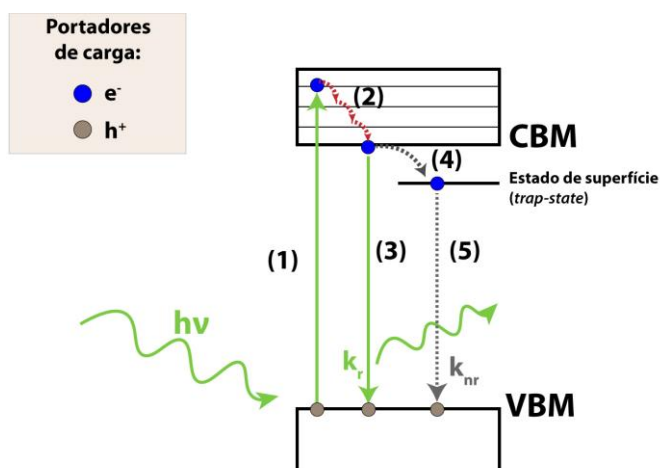 Portadores
de carga:
e⁻
h⁺
(2)
CBM
(4)
Estado de superfície
(trap-state)
(1)
(3)
(5)
hν
kᵣ
kₙᵣ
VBM